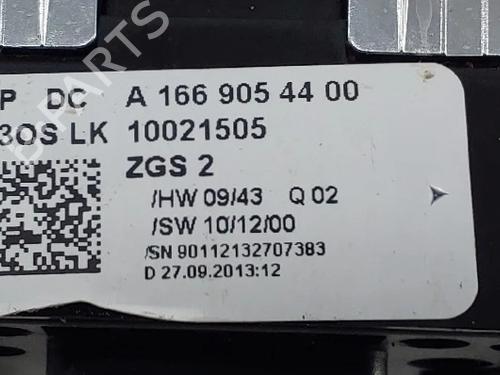 P DC A 166 905 44 00
3OS LK 10021505
ZGS 2
/HW 09/43 Q 02
/SW 10/12/00
/SN 90112132707383
D 27.09.2013:12
PARTS